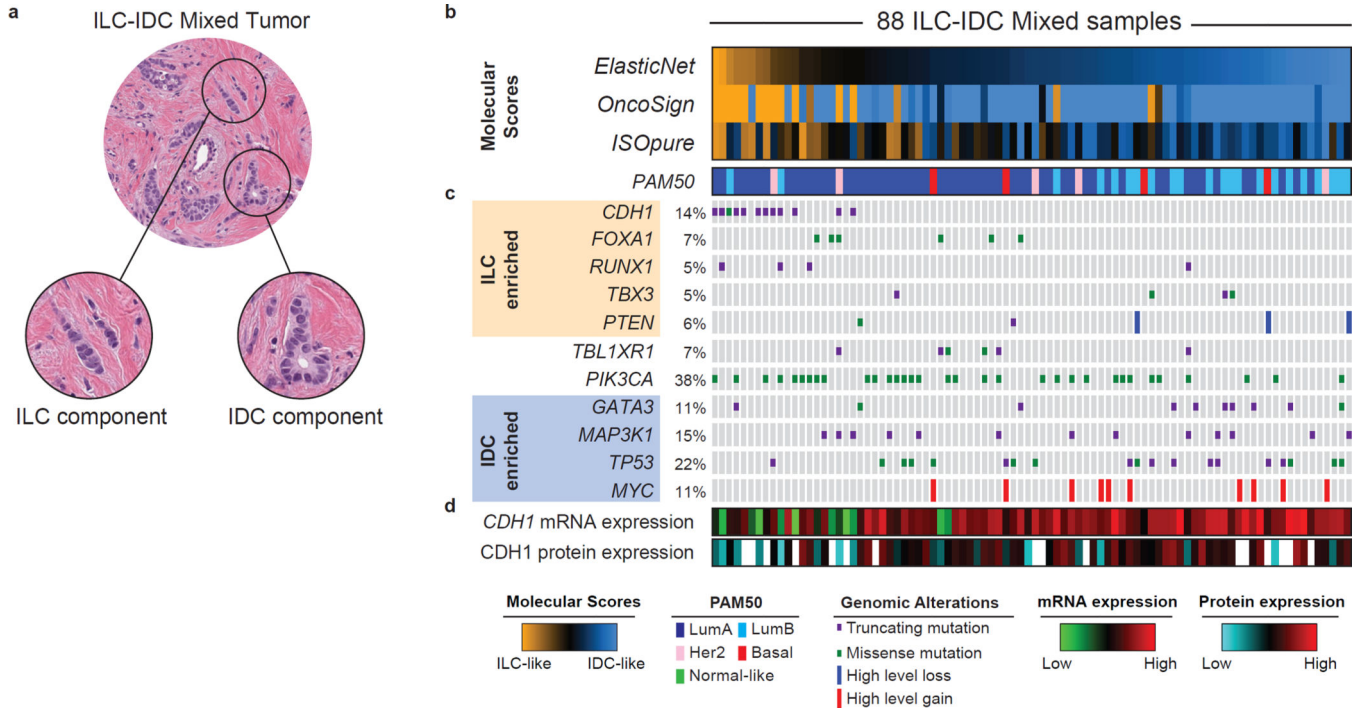 a
ILC-IDC Mixed Tumor
ILC component
IDC component
b
88 ILC-IDC Mixed samples
Molecular
Scores
ElasticNet
OncoSign
ISOpure
PAM50
c
ILC
enriched
CDH1 14%
FOXA1 7%
RUNX1 5%
TBX3 5%
PTEN 6%
TBL1XR1 7%
PIK3CA 38%
IDC
enriched
GATA3 11%
MAP3K1 15%
TP53 22%
MYC 11%
d
CDH1 mRNA expression
CDH1 protein expression
Molecular Scores
ILC-like IDC-like
PAM50
LumA LumB
Her2 Basal
Normal-like
Genomic Alterations
Truncating mutation
Missense mutation
High level loss
High level gain
mRNA expression
Low High
Protein expression
Low High